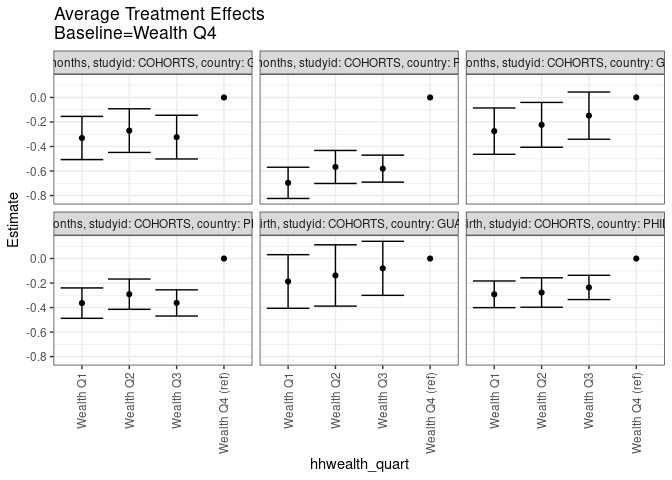 Average Treatment Effects
Baseline=Wealth Q4
onths, studyid: COHORTS, country: G
onths, studyid: COHORTS, country: P
months, studyid: COHORTS, country: G
0.0
-0.2
-0.4
-0.6
-0.8
onths, studyid: COHORTS, country: PI
irth, studyid: COHORTS, country: GUA
irth, studyid: COHORTS, country: PHIL
0.0
-0.2
-0.4
-0.6
-0.8
Estimate
Wealth Q1
Wealth Q2
Wealth Q3
Wealth Q4 (ref)
Wealth Q1
Wealth Q2
Wealth Q3
Wealth Q4 (ref)
Wealth Q1
Wealth Q2
Wealth Q3
Wealth Q4 (ref)
hhwealth_quart